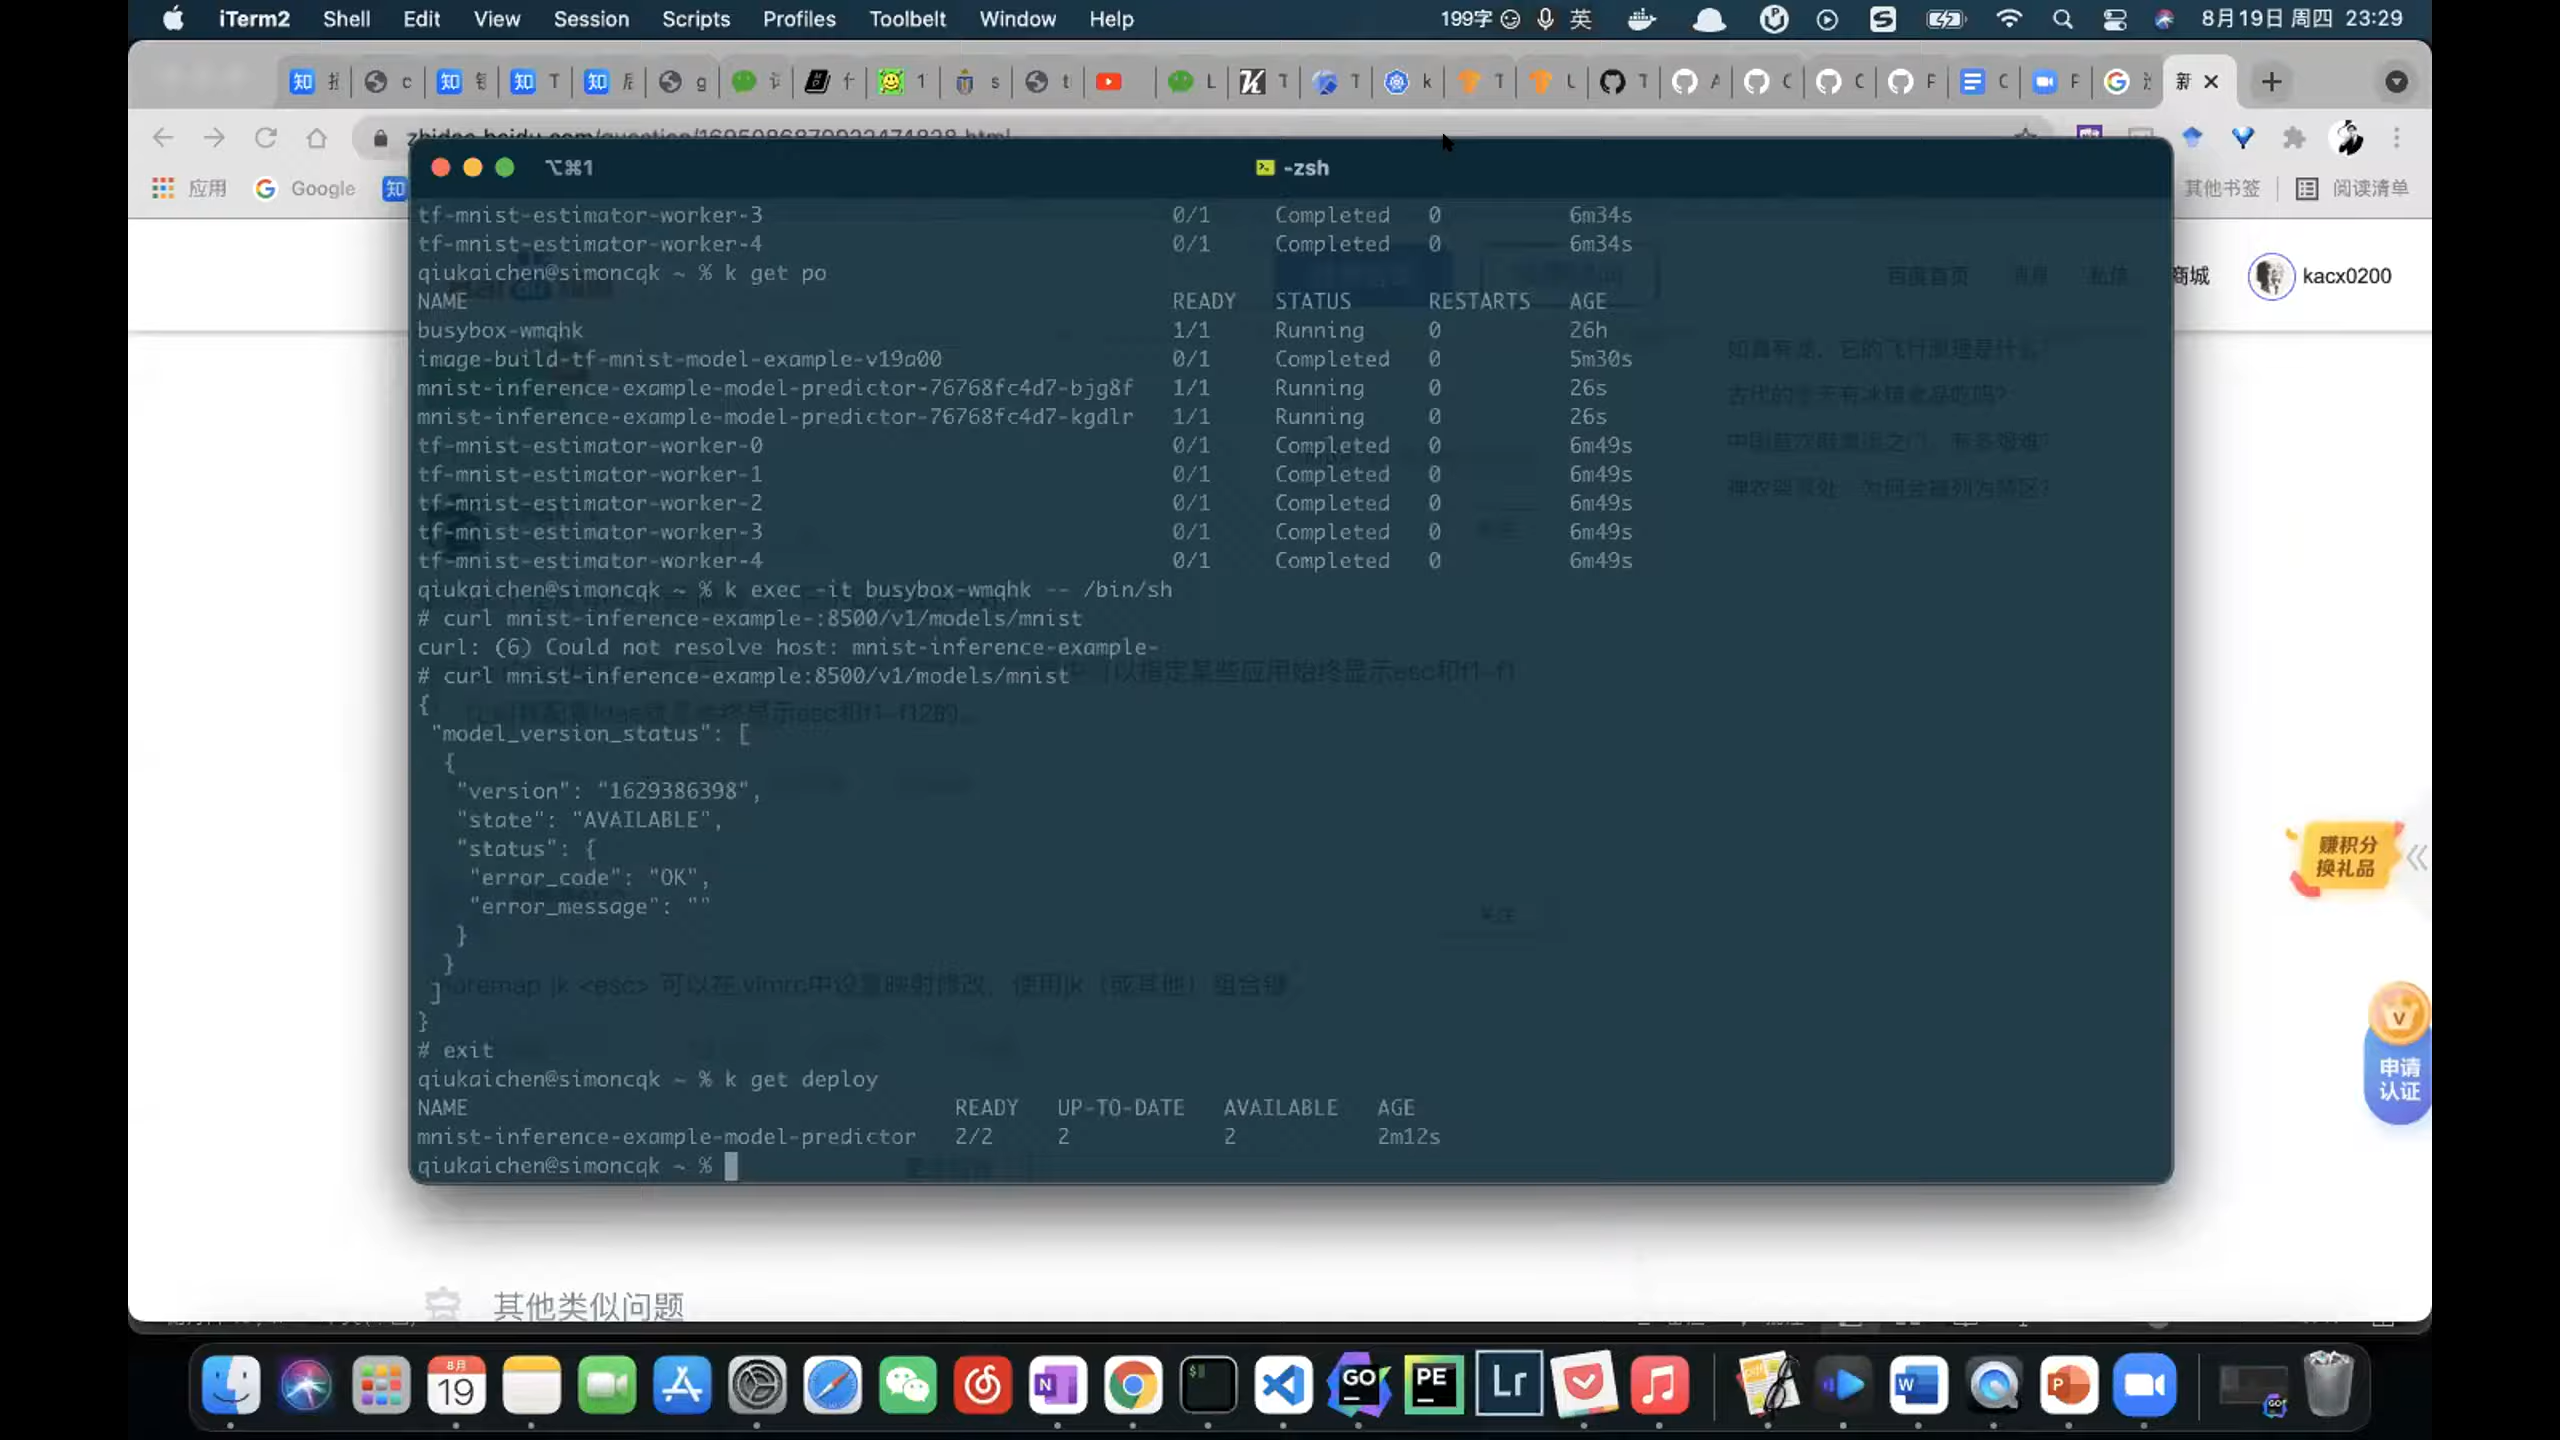 iTerm2 Shell Edit View Session Scripts Profiles Toolbelt Window Help 199字 英 8月19日 周四 23:29
应用 Google 知 ⌥⌘1 -zsh 其他书签 阅读清单
tf-mnist-estimator-worker-3 0/1 Completed 0 6m34s
tf-mnist-estimator-worker-4 0/1 Completed 0 6m34s
qiukaichen@simoncqk ~ % k get po
商城 kacx0200
NAME READY STATUS RESTARTS AGE
busybox-wmqhk 1/1 Running 0 26h
image-build-tf-mnist-model-example-v19a00 0/1 Completed 0 5m30s
mnist-inference-example-model-predictor-76768fc4d7-bjg8f 1/1 Running 0 26s
mnist-inference-example-model-predictor-76768fc4d7-kgdlr 1/1 Running 0 26s
tf-mnist-estimator-worker-0 0/1 Completed 0 6m49s
tf-mnist-estimator-worker-1 0/1 Completed 0 6m49s
tf-mnist-estimator-worker-2 0/1 Completed 0 6m49s
tf-mnist-estimator-worker-3 0/1 Completed 0 6m49s
tf-mnist-estimator-worker-4 0/1 Completed 0 6m49s
qiukaichen@simoncqk ~ % k exec -it busybox-wmqhk -- /bin/sh
# curl mnist-inference-example-:8500/v1/models/mnist
curl: (6) Could not resolve host: mnist-inference-example-
# curl mnist-inference-example:8500/v1/models/mnist
{
"model_version_status": [
{
"version": "1629386398",
"state": "AVAILABLE",
"status": {
"error_code": "OK",
"error_message": ""
}
}
]
}
# exit
qiukaichen@simoncqk ~ % k get deploy
NAME READY UP-TO-DATE AVAILABLE AGE
mnist-inference-example-model-predictor 2/2 2 2 2m12s
qiukaichen@simoncqk ~ %
赚积分
换礼品
申请
认证
其他类似问题